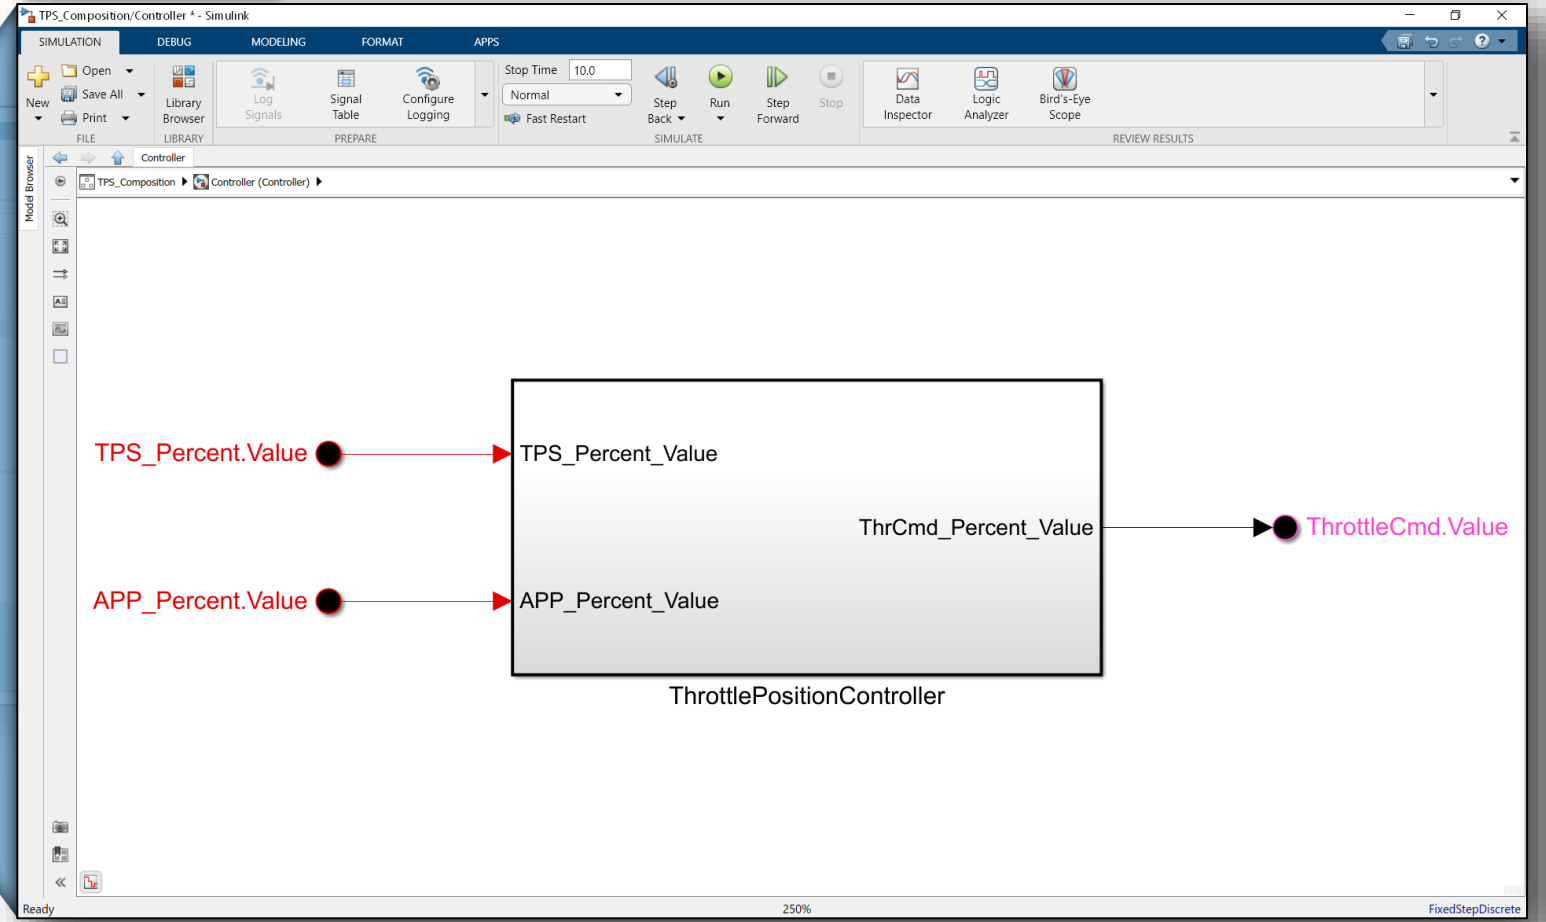 TPS_Composition/Controller * - Simulink
SIMULATION DEBUG MODELING FORMAT APPS
New
Open
Save All
Print
FILE
Library
Browser
LIBRARY
Log
Signals
Signal
Table
Configure
Logging
PREPARE
Stop Time 10.0
Normal
Fast Restart
Step
Back
Run
Step
Forward
Stop
SIMULATE
Data
Inspector
Logic
Analyzer
Bird's-Eye
Scope
REVIEW RESULTS
Model Browser
Controller
TPS_Composition Controller (Controller)
TPS_Percent.Value
TPS_Percent_Value
ThrCmd_Percent_Value
ThrottleCmd.Value
APP_Percent.Value
APP_Percent_Value
ThrottlePositionController
Ready 250% FixedStepDiscrete